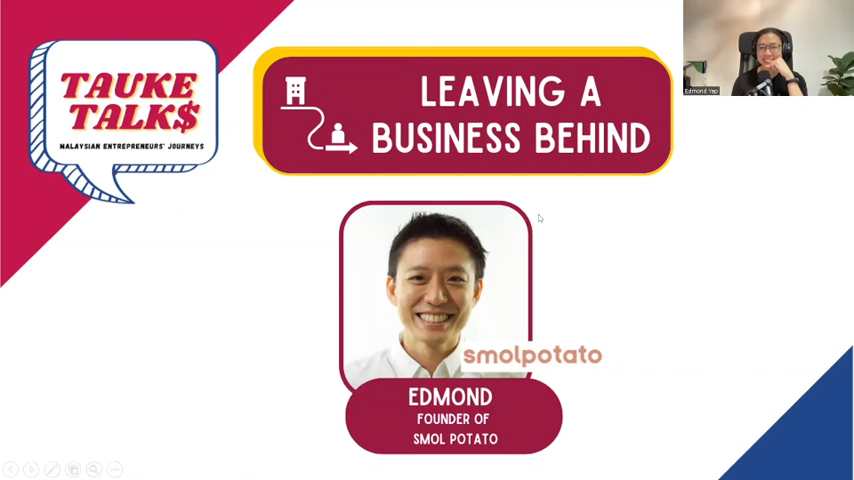 TAUKE
TALK$
MALAYSIAN ENTREPRENEURS' JOURNEYS
LEAVING A
BUSINESS BEHIND
Edmond Yap
smolpotato
EDMOND
FOUNDER OF
SMOL POTATO